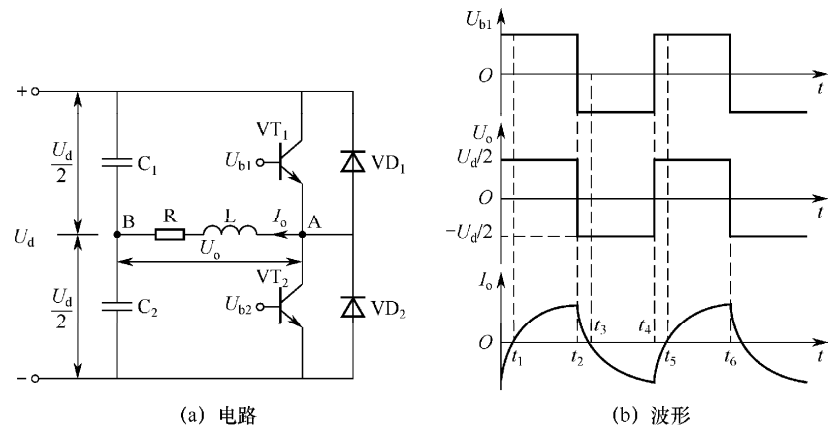 +
U_d/2
C₁
VT₁
U_b1
VD₁
B
R
L
I_o
A
U_d
U_o
VT₂
U_d/2
C₂
U_b2
VD₂
−
(a) 电路
U_b1
O
t
U_o
U_d/2
O
t
−U_d/2
I_o
O
t₁
t₂
t₃
t₄
t₅
t₆
t
(b) 波形